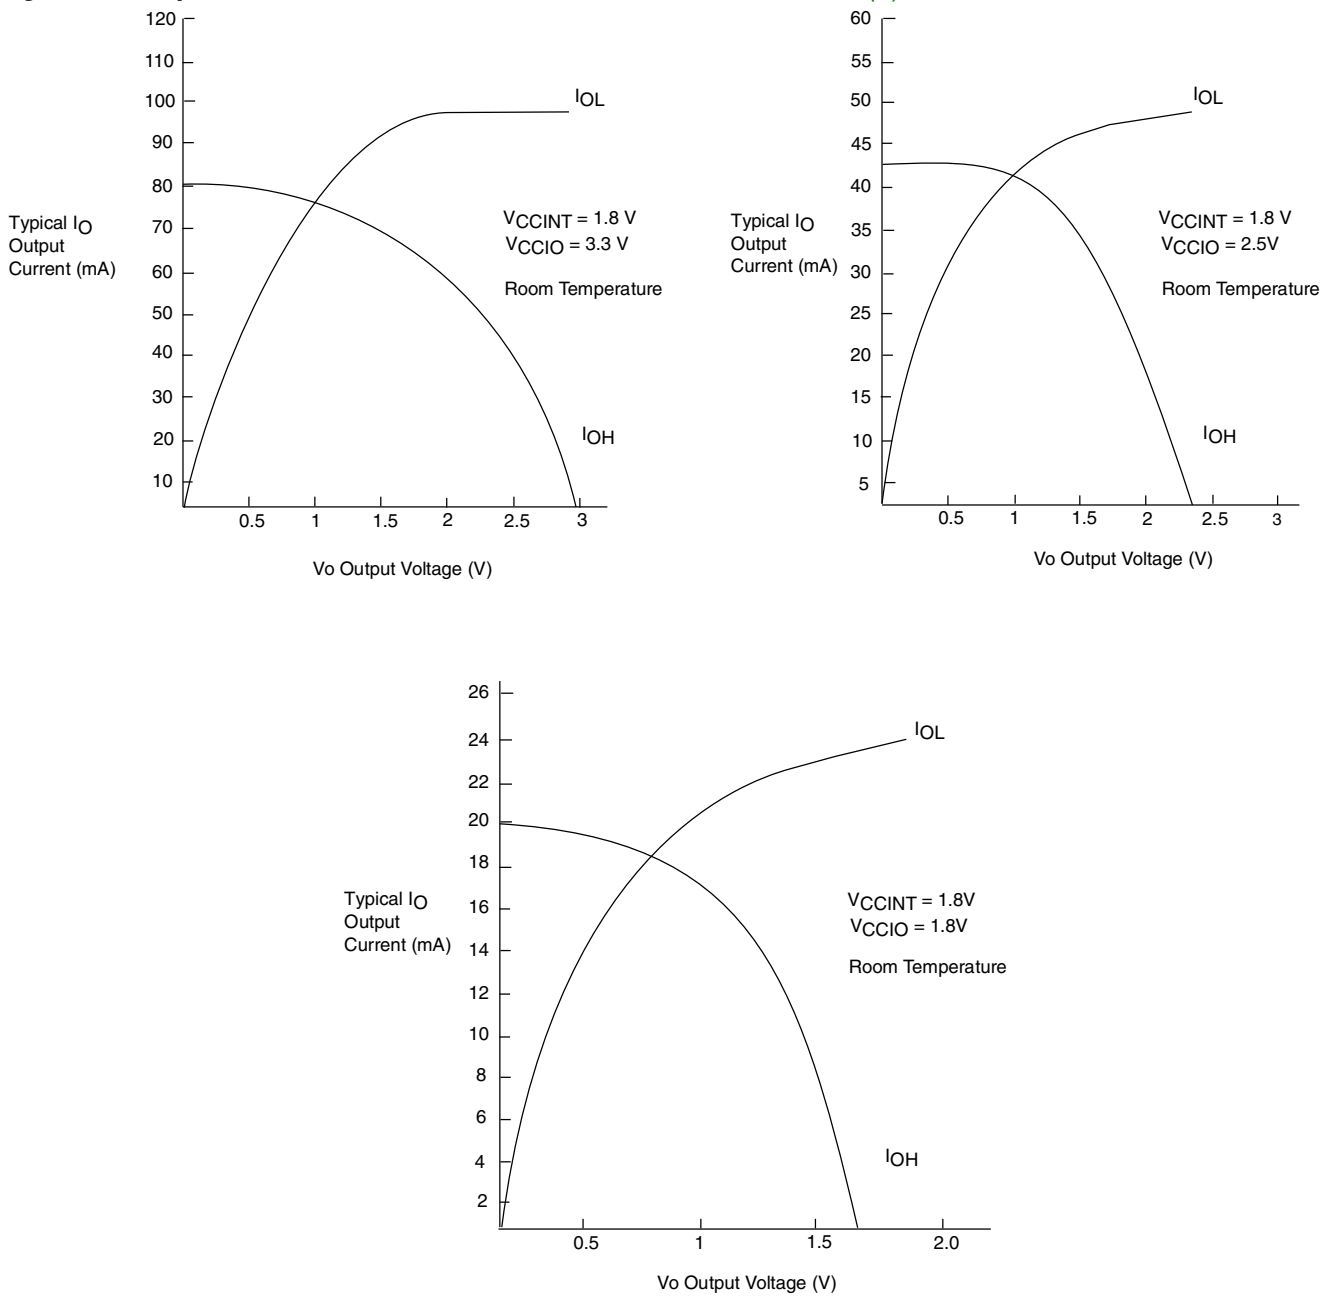 120
110
100
90
80
70
60
50
40
30
20
10
Typical IO
Output
Current (mA)
IOL
VCCINT = 1.8 V
VCCIO = 3.3 V
Room Temperature
IOH
0.5 1 1.5 2 2.5 3
Vo Output Voltage (V)
60
55
50
45
40
35
30
25
20
15
10
5
Typical IO
Output
Current (mA)
IOL
VCCINT = 1.8 V
VCCIO = 2.5V
Room Temperature
IOH
0.5 1 1.5 2 2.5 3
Vo Output Voltage (V)
26
24
22
20
18
16
14
12
10
8
6
4
2
Typical IO
Output
Current (mA)
IOL
VCCINT = 1.8V
VCCIO = 1.8V
Room Temperature
IOH
0.5 1 1.5 2.0
Vo Output Voltage (V)